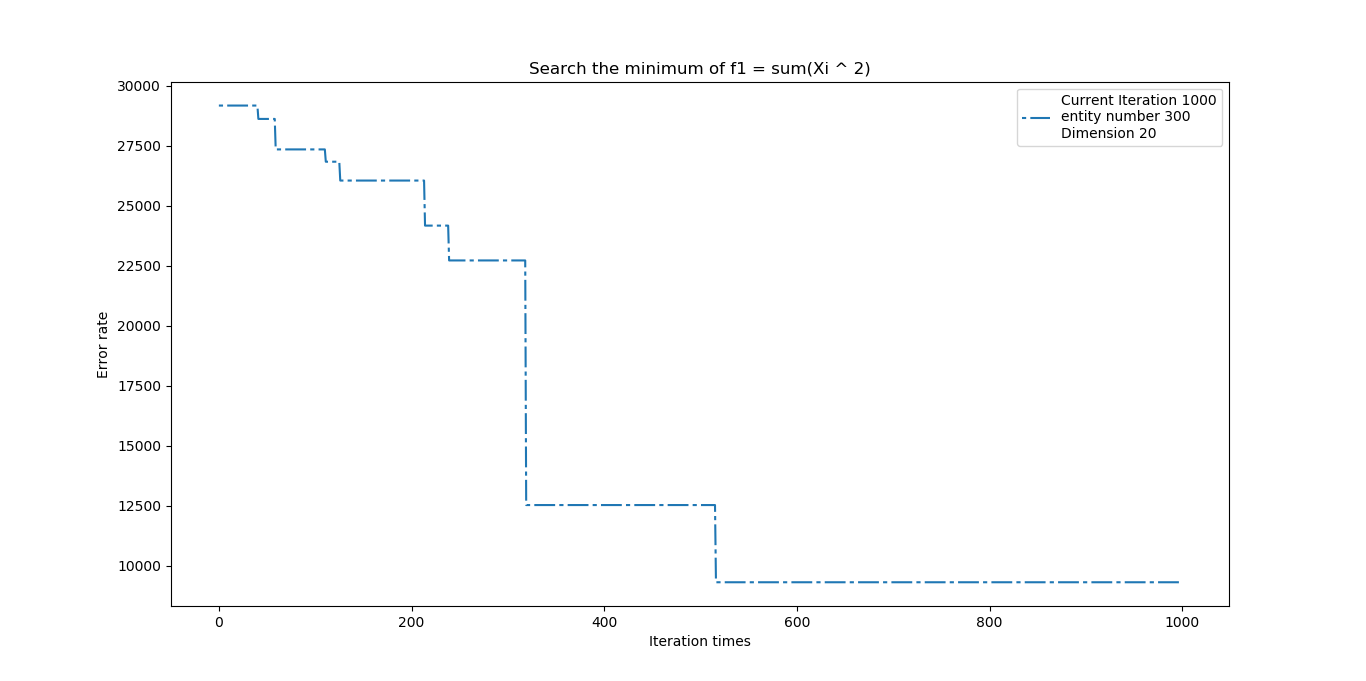 Search the minimum of f1 = sum(Xi ^ 2)
Current Iteration 1000
entity number 300
Dimension 20
Error rate
30000
27500
25000
22500
20000
17500
15000
12500
10000
0 200 400 600 800 1000
Iteration times